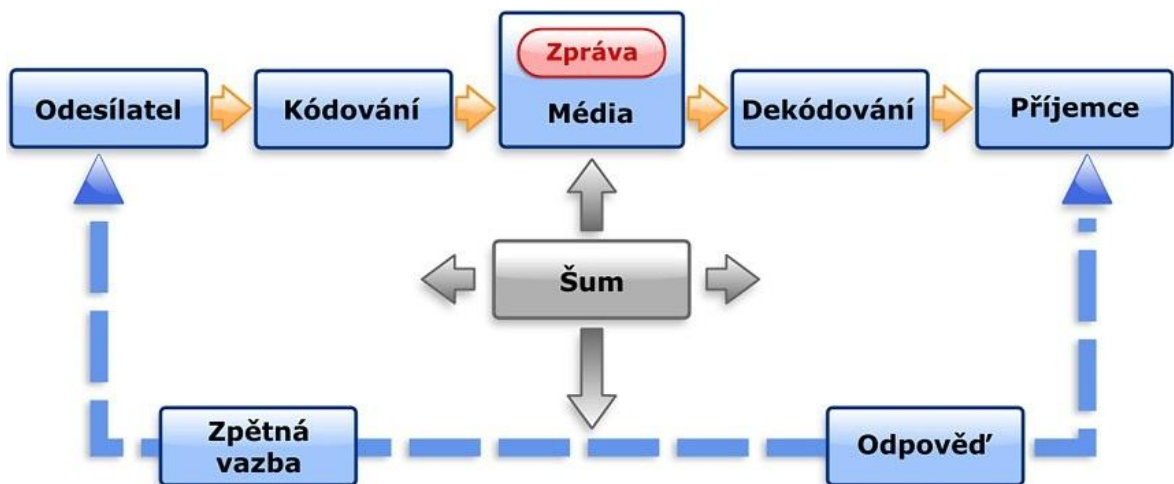 Zpráva
Média
Odesílatel
Kódování
Dekódování
Příjemce
Šum
Zpětná
vazba
Odpověď